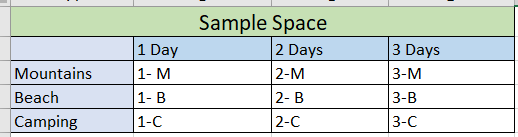 Sample Space
1 Day 2 Days 3 Days
Mountains 1- M 2-M 3-M
Beach 1- B 2- B 3-B
Camping 1-C 2-C 3-C